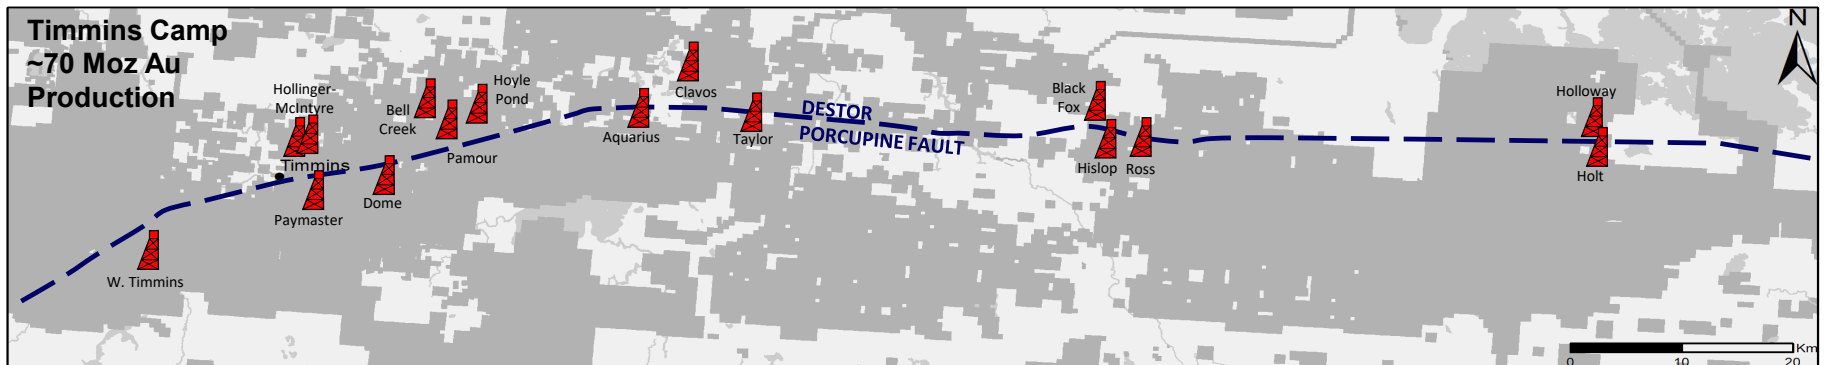 Timmins Camp
~70 Moz Au
Production
N
Hollinger-
McIntyre
Bell
Creek
Hoyle
Pond
Clavos
Black
Fox
Holloway
Timmins
Pamour
Aquarius
Taylor
DESTOR
PORCUPINE FAULT
Hislop
Ross
Holt
Paymaster
Dome
W. Timmins
Km
0
10
20